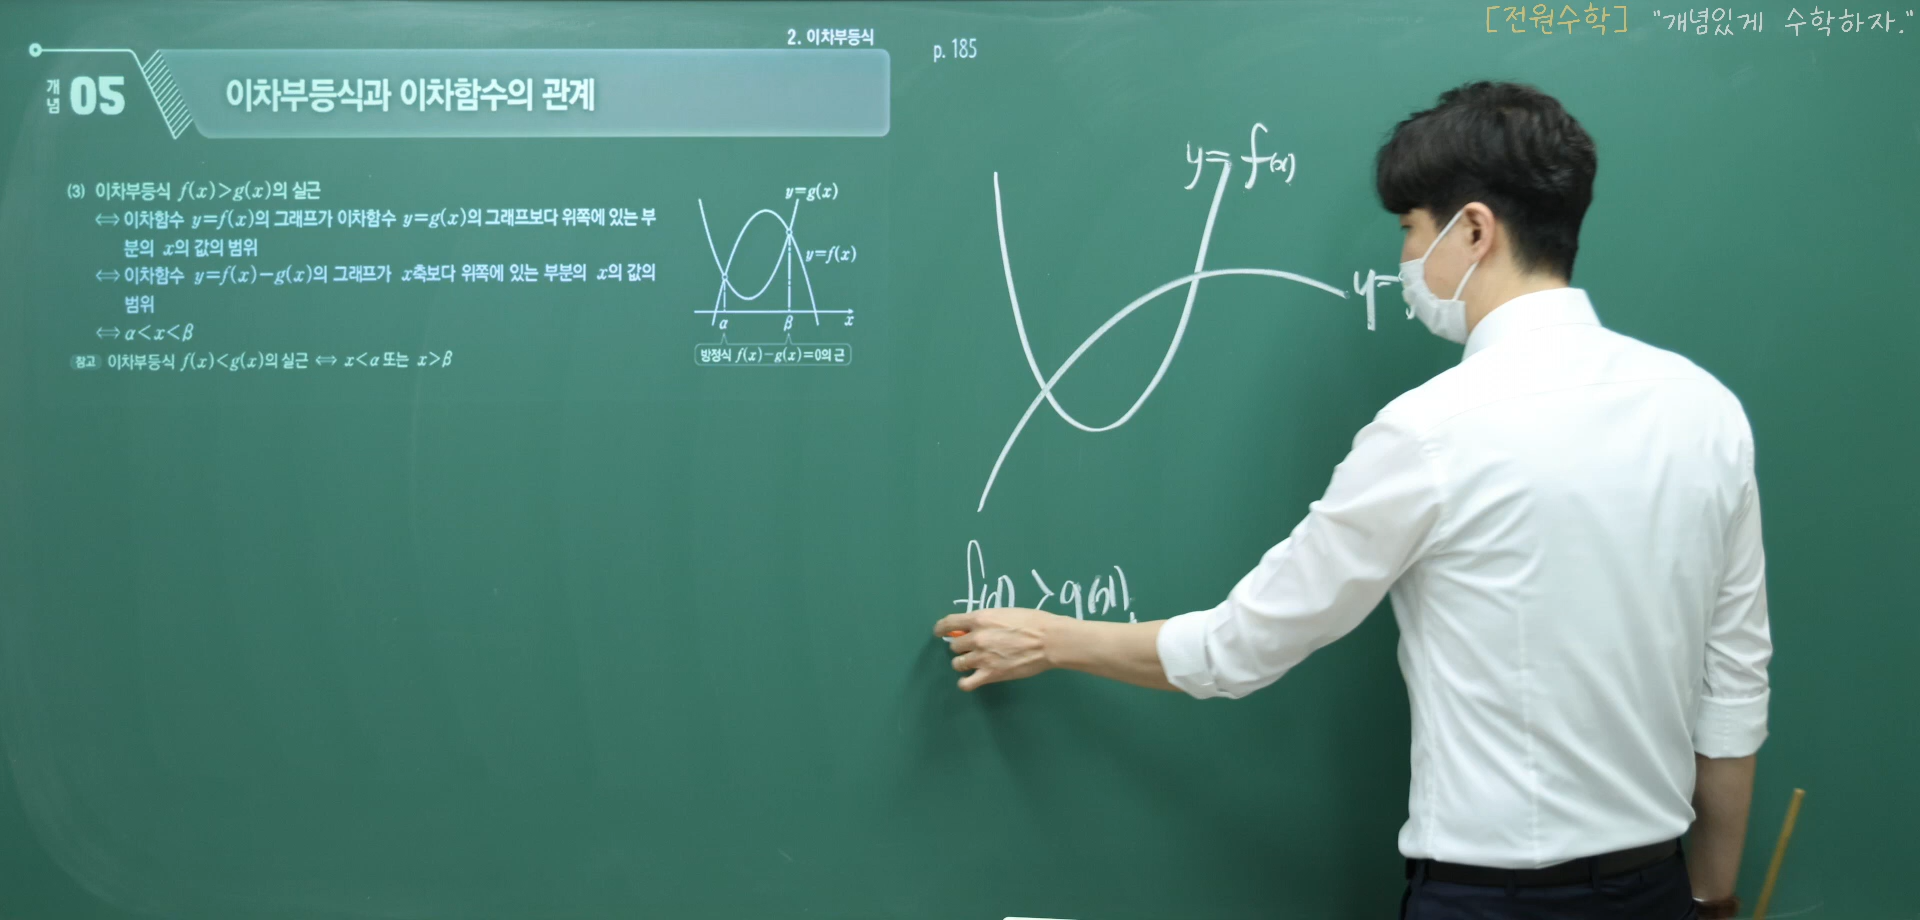 [전원수학] "개념있게 수학하자."
2. 이차부등식
p. 185
개념 05 이차부등식과 이차함수의 관계
(3) 이차부등식 f(x)>g(x)의 실근
⇔ 이차함수 y=f(x)의 그래프가 이차함수 y=g(x)의 그래프보다 위쪽에 있는 부
분의 x의 값의 범위
⇔ 이차함수 y=f(x)-g(x)의 그래프가 x축보다 위쪽에 있는 부분의 x의 값의
범위
⇔ α<x<β
참고 이차부등식 f(x)<g(x)의 실근 ⇔ x<α 또는 x>β
y=g(x)
y=f(x)
α β x
방정식 f(x)-g(x)=0의 근
y=f(x)
y=
f(x)>g(x)